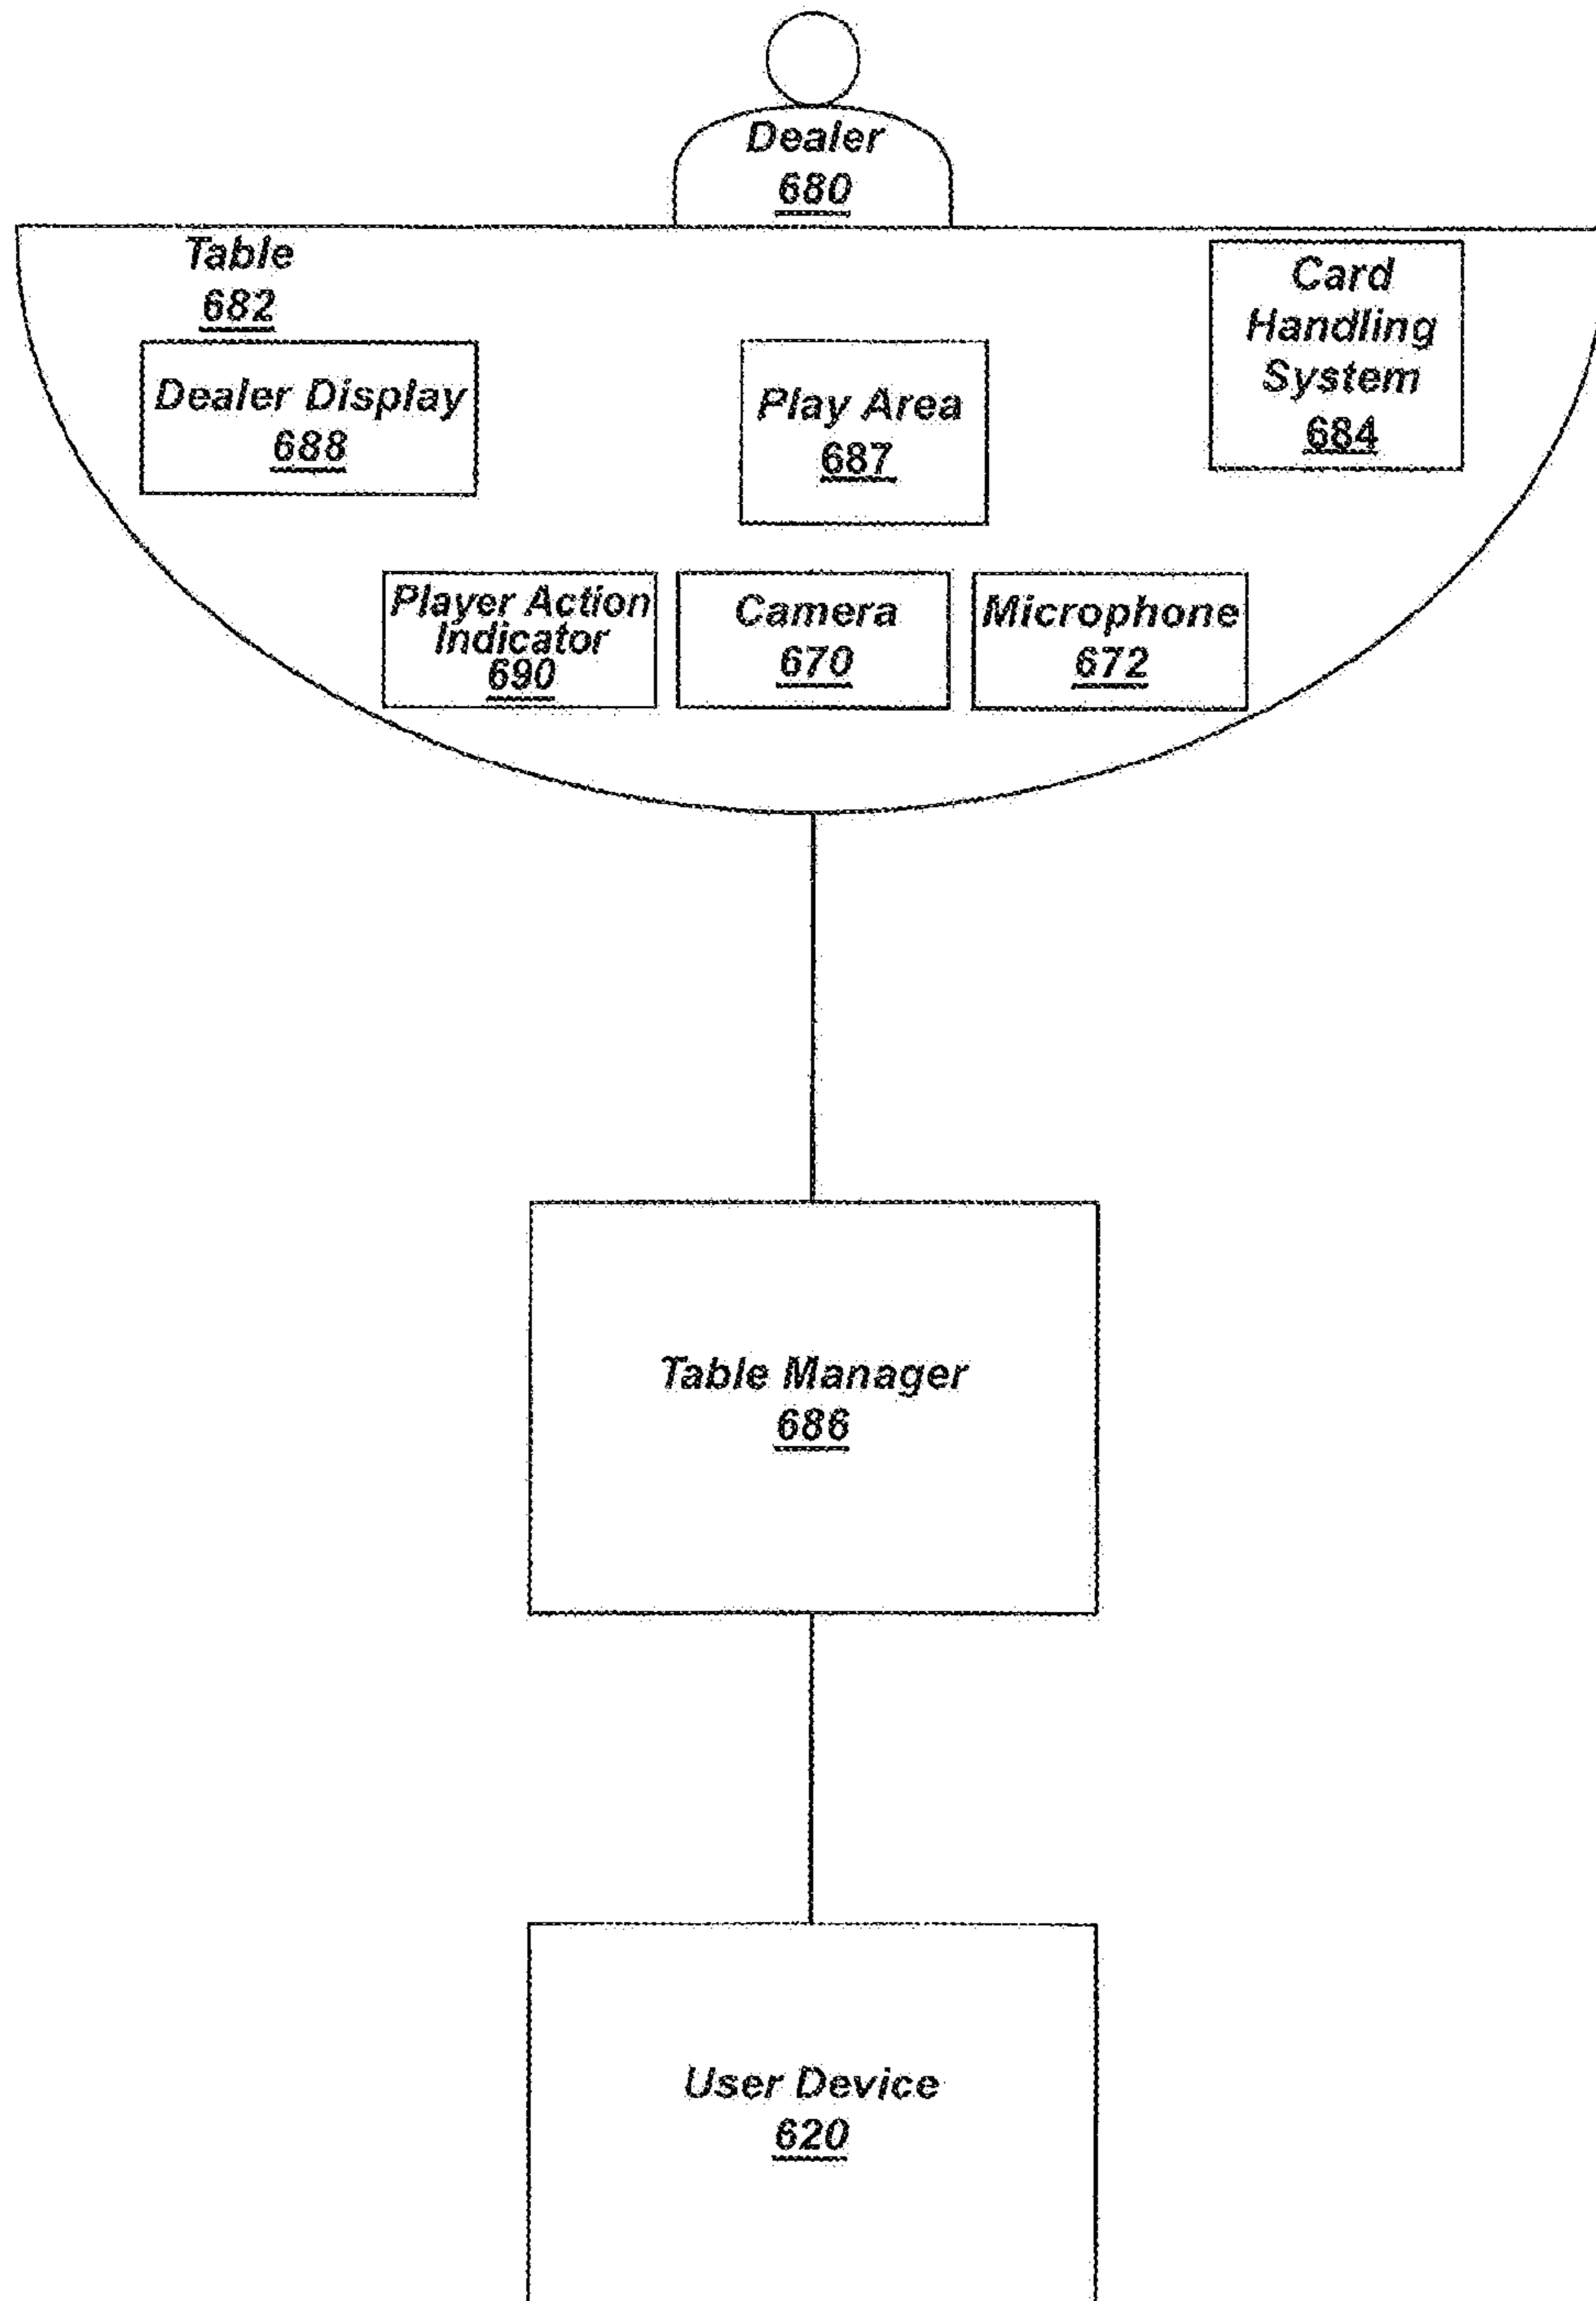 Dealer
680
Table
682
Card
Handling
System
684
Dealer Display
688
Play Area
687
Player Action
Indicator
690
Camera
670
Microphone
672
Table Manager
686
User Device
620